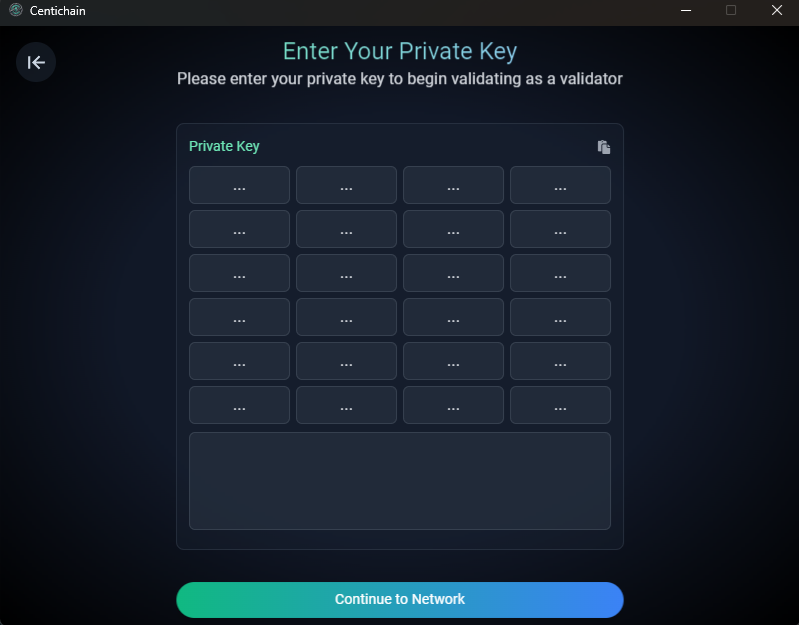 Centichain
Enter Your Private Key
Please enter your private key to begin validating as a validator
Private Key
... ... ... ...
... ... ... ...
... ... ... ...
... ... ... ...
... ... ... ...
... ... ... ...
Continue to Network